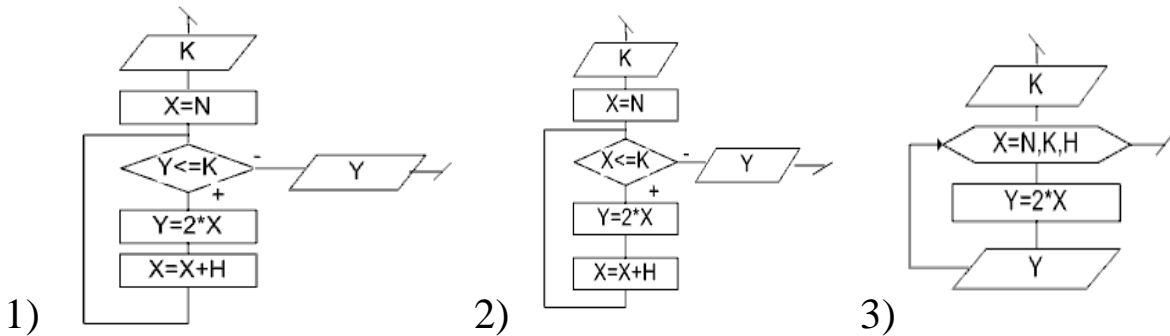 K
X=N
Y<=K
-
Y
+
Y=2*X
X=X+H
1)
K
X=N
X<=K
-
Y
+
Y=2*X
X=X+H
2)
K
X=N,K,H
Y=2*X
Y
3)